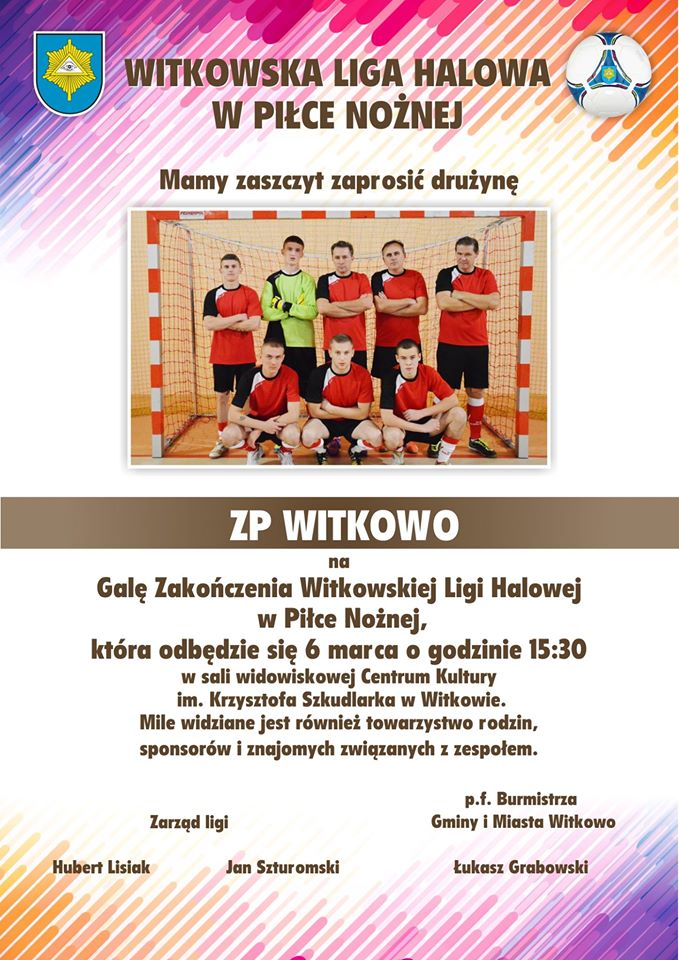 WITKOWSKA LIGA HALOWA
W PIŁCE NOŻNEJ
Mamy zaszczyt zaprosić drużynę
ZP WITKOWO
na
Galę Zakończenia Witkowskiej Ligi Halowej
w Piłce Nożnej,
która odbędzie się 6 marca o godzinie 15:30
w sali widowiskowej Centrum Kultury
im. Krzysztofa Szkudlarka w Witkowie.
Mile widziane jest również towarzystwo rodzin,
sponsorów i znajomych związanych z zespołem.
Zarząd ligi
p.f. Burmistrza
Gminy i Miasta Witkowo
Hubert Lisiak Jan Szturomski Łukasz Grabowski